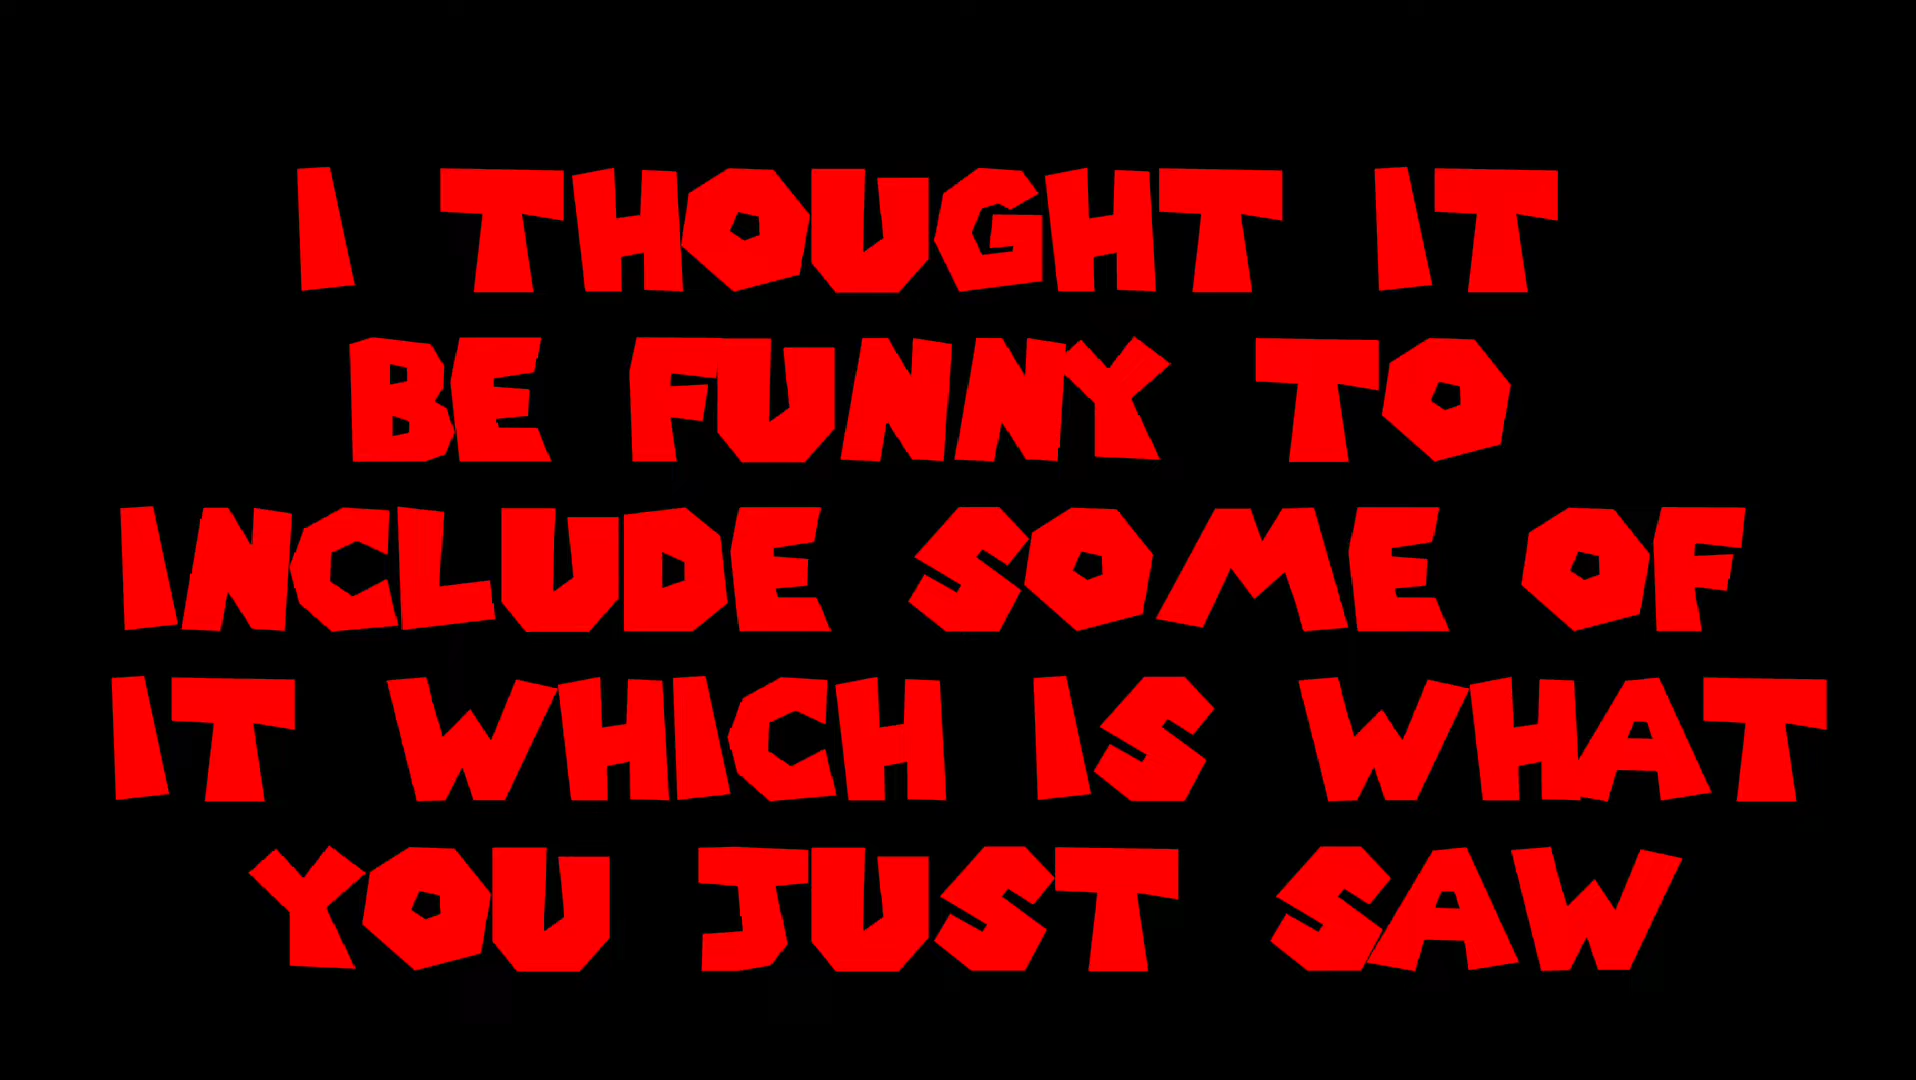 I THOUGHT IT
BE FUNNY TO
INCLUDE SOME OF
IT WHICH IS WHAT
YOU JUST SAW